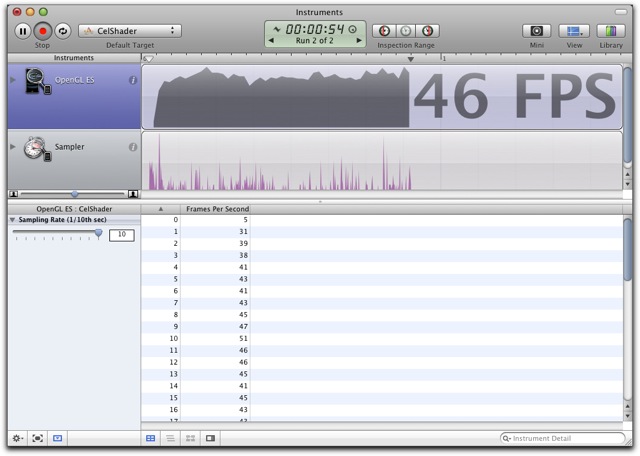 Instruments
CelShader
00:00:54
Run 2 of 2
Stop
Default Target
Inspection Range
Mini
View
Library
Instruments
1
OpenGL ES
46 FPS
Sampler
OpenGL ES : CelShader
Frames Per Second
Sampling Rate (1/10th sec)
10
0 5
1 31
2 39
3 38
4 41
5 43
6 41
7 43
8 45
9 47
10 51
11 46
12 46
13 45
14 41
15 45
16 43
17 43
Instrument Detail